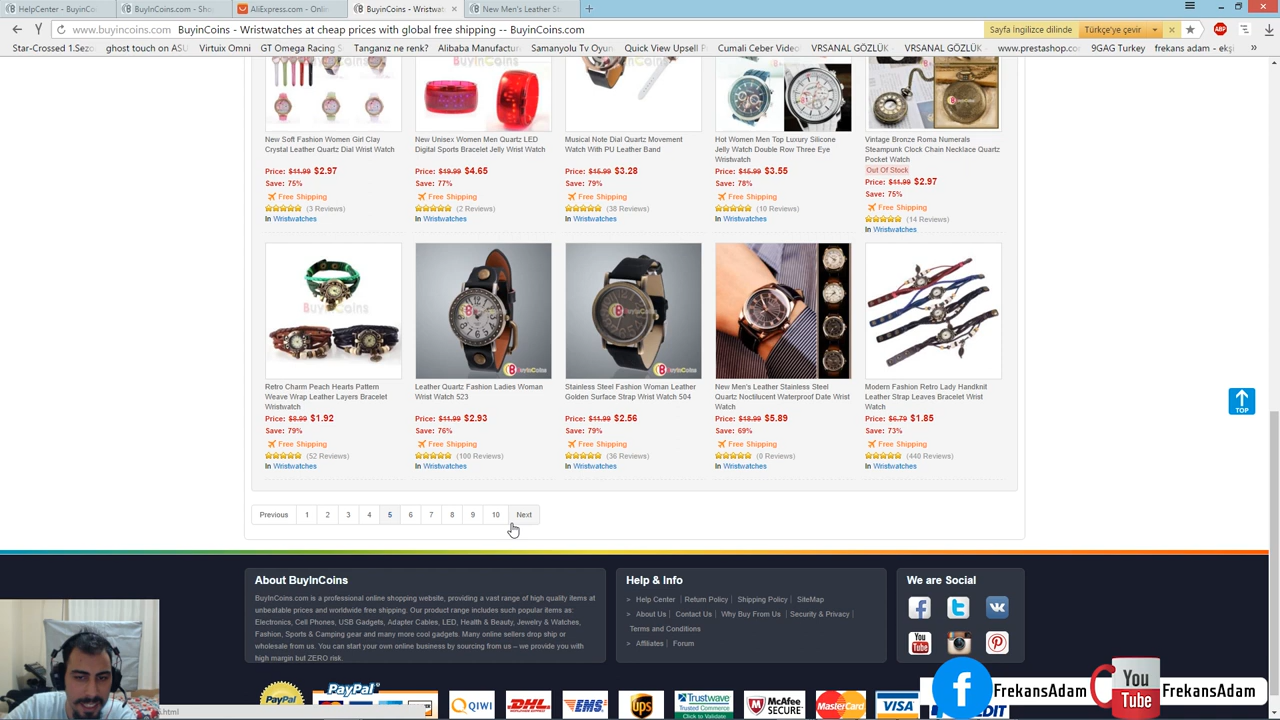 HelpCenter - BuyinCo
BuyInCoins.com - Sho
AliExpress.com - Onlin
BuyinCoins - Wristwat
New Men's Leather St
www.buyincoins.com BuyinCoins - Wristwatches at cheap prices with global free shipping -- BuyinCoins.com
Sayfa İngilizce dilinde
Türkçe'ye çevir
Star-Crossed 1.Sezo
ghost touch on ASU
Virtuix Omni
GT Omega Racing
Tanganız ne renk?
Alibaba Manufactur
Samanyolu Tv Oyun
Quick View Upsell P
Cumali Ceber Video
VRSANAL GÖZLÜK
VRSANAL GÖZLÜK
www.prestashop.com
9GAG Turkey
frekans adam - ekşi
New Soft Fashion Women Girl Clay
Crystal Leather Quartz Dial Wrist Watch
Price: $11.99 $2.97
Save: 75%
Free Shipping
(3 Reviews)
In Wristwatches
New Unisex Women Men Quartz LED
Digital Sports Bracelet Jelly Wrist Watch
Price: $19.99 $4.65
Save: 77%
Free Shipping
(2 Reviews)
In Wristwatches
Musical Note Dial Quartz Movement
Watch With PU Leather Band
Price: $15.99 $3.28
Save: 79%
Free Shipping
(38 Reviews)
In Wristwatches
Hot Women Men Top Luxury Silicone
Jelly Watch Double Row Three Eye
Wristwatch
Price: $15.99 $3.55
Save: 78%
Free Shipping
(10 Reviews)
In Wristwatches
Vintage Bronze Roma Numerals
Steampunk Clock Chain Necklace Quartz
Pocket Watch
Out Of Stock
Price: $11.99 $2.97
Save: 75%
Free Shipping
(14 Reviews)
In Wristwatches
Retro Charm Peach Hearts Pattern
Weave Wrap Leather Layers Bracelet
Wristwatch
Price: $8.99 $1.92
Save: 79%
Free Shipping
(52 Reviews)
In Wristwatches
Leather Quartz Fashion Ladies Woman
Wrist Watch 523
Price: $11.99 $2.93
Save: 76%
Free Shipping
(100 Reviews)
In Wristwatches
Stainless Steel Fashion Woman Leather
Golden Surface Strap Wrist Watch 504
Price: $11.99 $2.56
Save: 79%
Free Shipping
(36 Reviews)
In Wristwatches
New Men's Leather Stainless Steel
Quartz Noctilucent Waterproof Date Wrist
Watch
Price: $18.99 $5.89
Save: 69%
Free Shipping
(0 Reviews)
In Wristwatches
Modern Fashion Retro Lady Handknit
Leather Strap Leaves Bracelet Wrist
Watch
Price: $6.79 $1.85
Save: 73%
Free Shipping
(440 Reviews)
In Wristwatches
TOP
Previous 1 2 3 4 5 6 7 8 9 10 Next
About BuyInCoins
BuyInCoins.com is a professional online shopping website, providing a vast range of high quality items at
unbeatable prices and worldwide free shipping. Our product range includes such popular items as:
Electronics, Cell Phones, USB Gadgets, Adapter Cables, LED, Health & Beauty, Jewelry & Watches,
Fashion, Sports & Camping gear and many more cool gadgets. Many online sellers drop ship or
wholesale from us. You can start your own online business by sourcing from us – we provide you with
high margin but ZERO risk.
Help & Info
> Help Center | Return Policy | Shipping Policy | SiteMap
> About Us | Contact Us | Why Buy From Us | Security & Privacy |
Terms and Conditions
> Affiliates | Forum
We are Social
You Tube
PayPal
QIWI
DHL
EMS
ups
Trustwave
Trusted Commerce
Click to Validate
McAfee
SECURE
MasterCard
VISA
FrekansAdam
You Tube
FrekansAdam